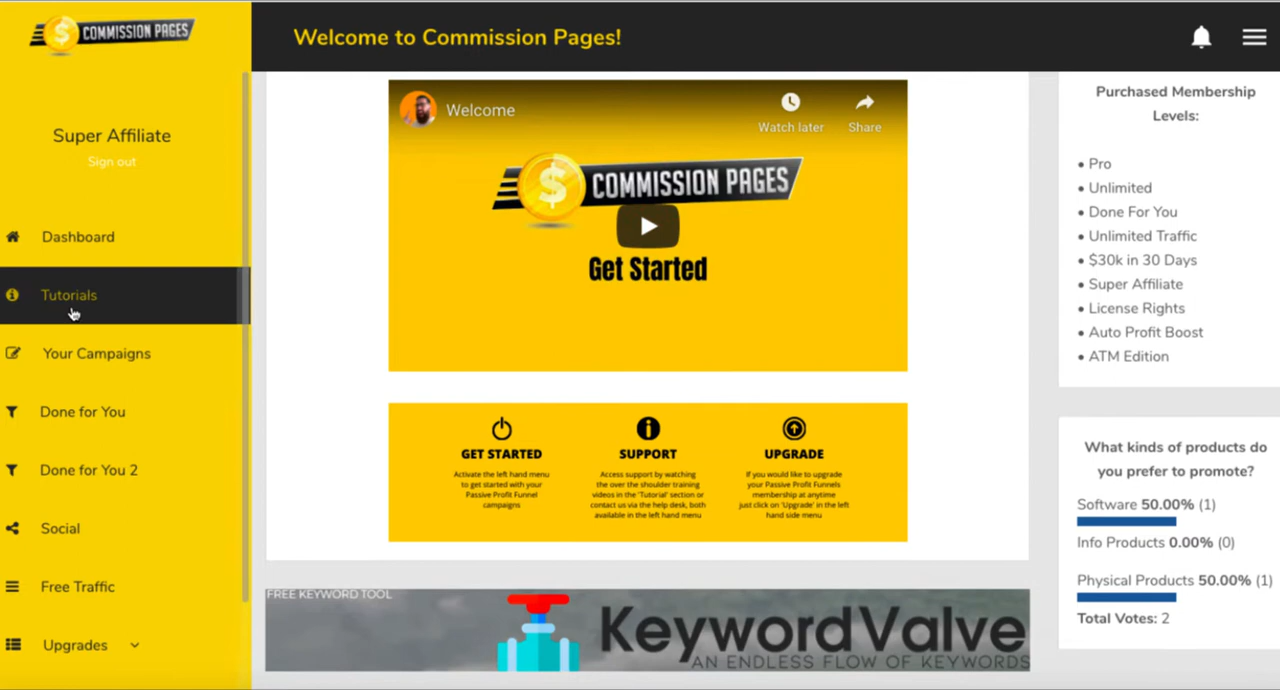 COMMISSION PAGES
Welcome to Commission Pages!
Super Affiliate
Sign out
Dashboard
Tutorials
Your Campaigns
Done for You
Done for You 2
Social
Free Traffic
Upgrades
Welcome
Watch later
Share
$
COMMISSION PAGES
Get Started
GET STARTED
Activate the left hand menu
to get started with your
Passive Profit Funnel
campaigns
SUPPORT
Access support by watching
the over the shoulder training
videos in the 'Tutorial' section or
contact us via the help desk, both
available in the left hand menu
UPGRADE
If you would like to upgrade
your Passive Profit Funnels
membership at anytime
just click on 'Upgrade' in the left
hand side menu
FREE KEYWORD TOOL
KeywordValve
AN ENDLESS FLOW OF KEYWORDS
Purchased Membership
Levels:
• Pro
• Unlimited
• Done For You
• Unlimited Traffic
• $30k in 30 Days
• Super Affiliate
• License Rights
• Auto Profit Boost
• ATM Edition
What kinds of products do
you prefer to promote?
Software 50.00% (1)
Info Products 0.00% (0)
Physical Products 50.00% (1)
Total Votes: 2